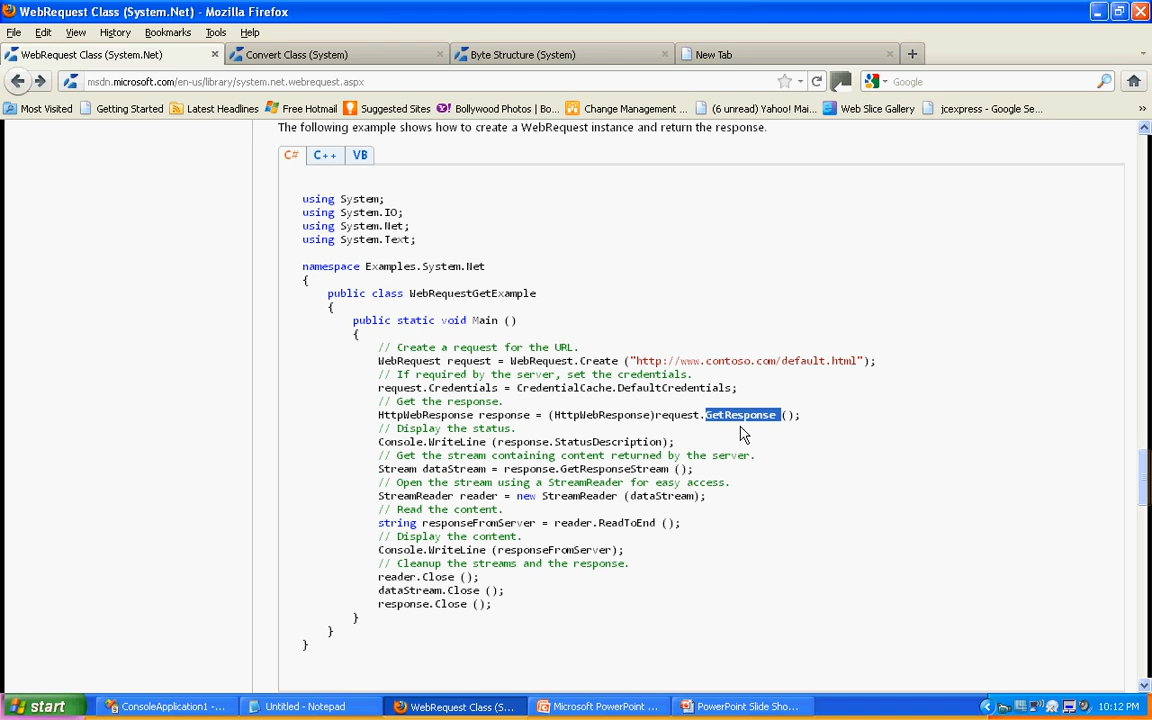 WebRequest Class (System.Net) - Mozilla Firefox
File Edit View History Bookmarks Tools Help
WebRequest Class (System.Net) Convert Class (System) Byte Structure (System) New Tab
msdn.microsoft.com/en-us/library/system.net.webrequest.aspx Google
Most Visited Getting Started Latest Headlines Free Hotmail Suggested Sites Bollywood Photos | Bo... Change Management ... (6 unread) Yahoo! Mai... Web Slice Gallery jcexpress - Google Se...
The following example shows how to create a WebRequest instance and return the response.
C# C++ VB
using System;
using System.IO;
using System.Net;
using System.Text;
namespace Examples.System.Net
{
public class WebRequestGetExample
{
public static void Main ()
{
// Create a request for the URL.
WebRequest request = WebRequest.Create ("http://www.contoso.com/default.html");
// If required by the server, set the credentials.
request.Credentials = CredentialCache.DefaultCredentials;
// Get the response.
HttpWebResponse response = (HttpWebResponse)request.GetResponse ();
// Display the status.
Console.WriteLine (response.StatusDescription);
// Get the stream containing content returned by the server.
Stream dataStream = response.GetResponseStream ();
// Open the stream using a StreamReader for easy access.
StreamReader reader = new StreamReader (dataStream);
// Read the content.
string responseFromServer = reader.ReadToEnd ();
// Display the content.
Console.WriteLine (responseFromServer);
// Cleanup the streams and the response.
reader.Close ();
dataStream.Close ();
response.Close ();
}
}
}
start ConsoleApplication1 - ... Untitled - Notepad WebRequest Class (S... Microsoft PowerPoint ... PowerPoint Slide Sho... 10:12 PM